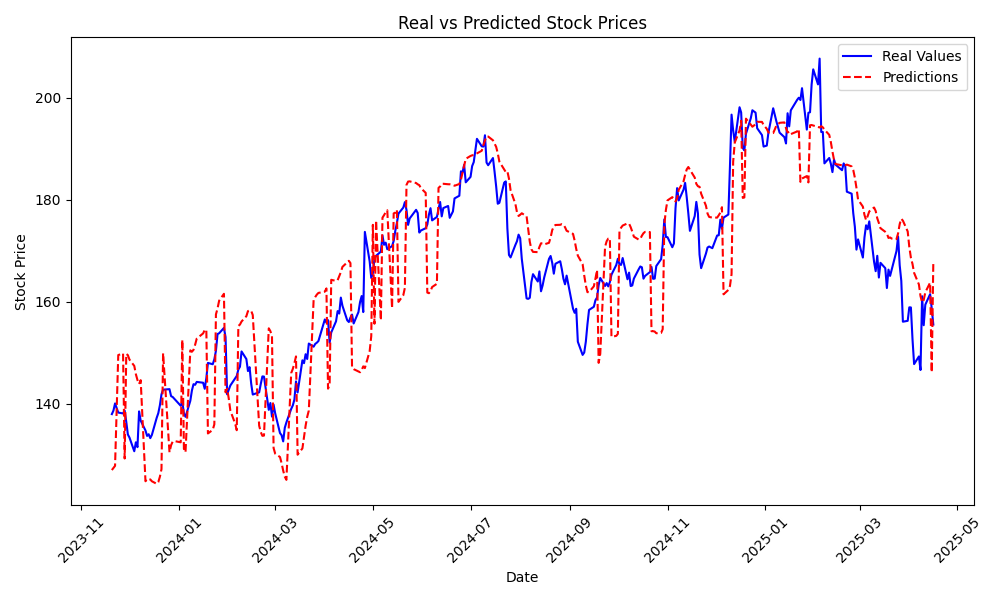 Real vs Predicted Stock Prices
Real Values
Predictions
Stock Price
200
180
160
140
2023-11
2024-01
2024-03
2024-05
2024-07
2024-09
2024-11
2025-01
2025-03
2025-05
Date